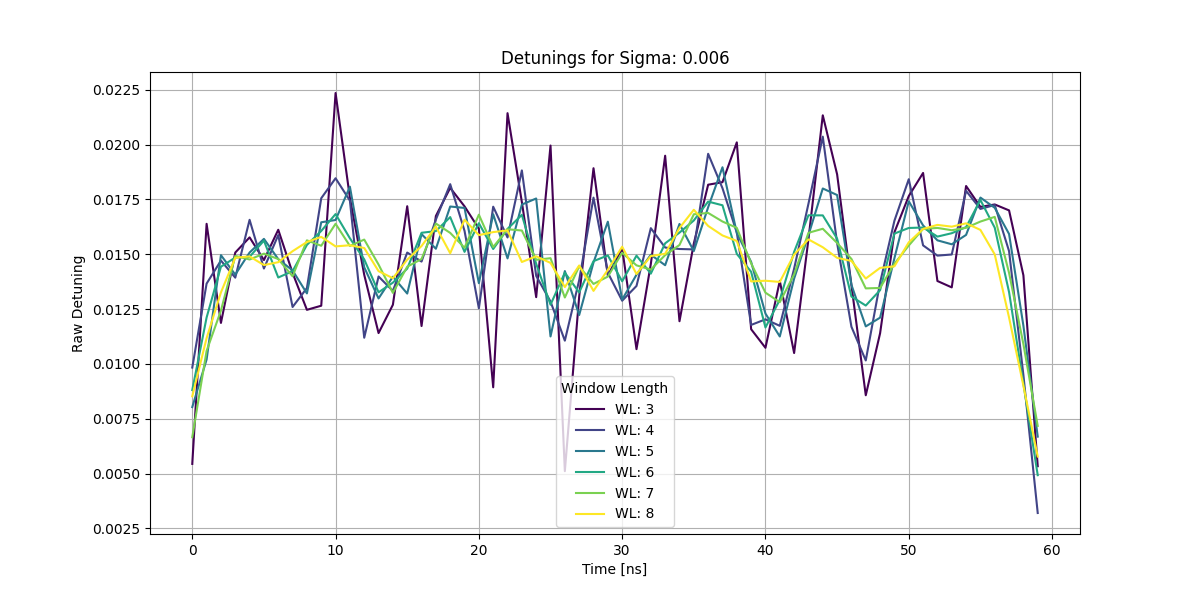 Detunings for Sigma: 0.006
Raw Detuning
0.0225
0.0200
0.0175
0.0150
0.0125
0.0100
0.0075
0.0050
0.0025
Window Length
WL: 3
WL: 4
WL: 5
WL: 6
WL: 7
WL: 8
0 10 20 30 40 50 60
Time [ns]